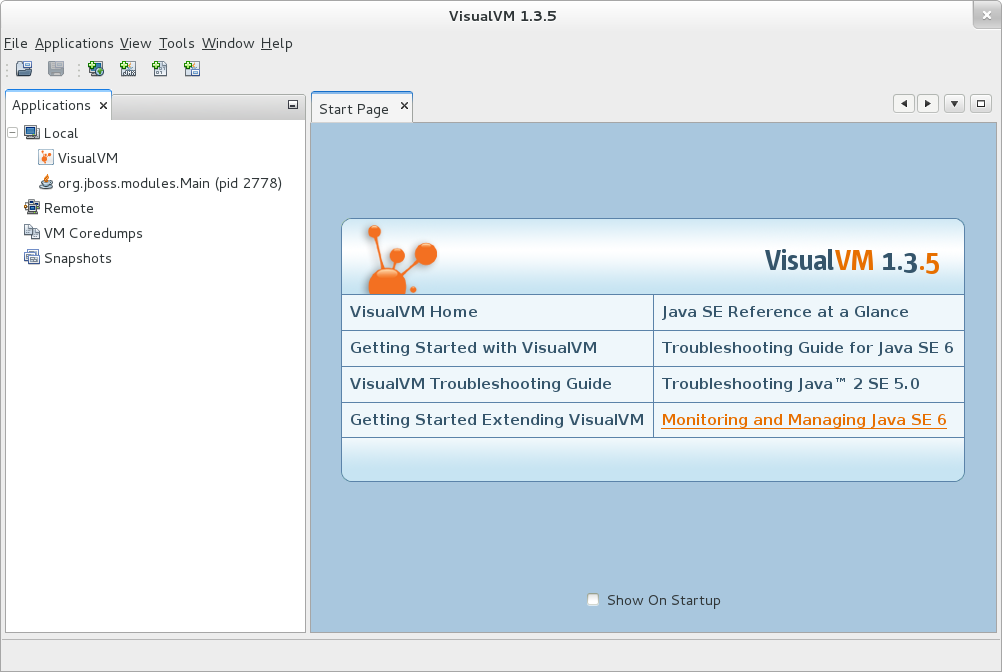 VisualVM 1.3.5
File Applications View Tools Window Help
Applications
Start Page
Local
VisualVM
org.jboss.modules.Main (pid 2778)
Remote
VM Coredumps
Snapshots
VisualVM 1.3.5
VisualVM Home
Java SE Reference at a Glance
Getting Started with VisualVM
Troubleshooting Guide for Java SE 6
VisualVM Troubleshooting Guide
Troubleshooting Java™ 2 SE 5.0
Getting Started Extending VisualVM
Monitoring and Managing Java SE 6
Show On Startup